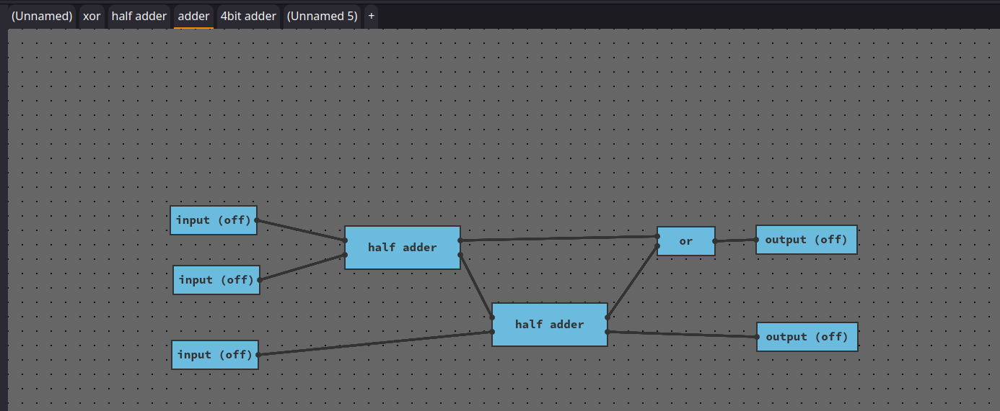 (Unnamed) xor half adder adder 4bit adder (Unnamed 5) +
input (off)
half adder
or
output (off)
input (off)
half adder
output (off)
input (off)